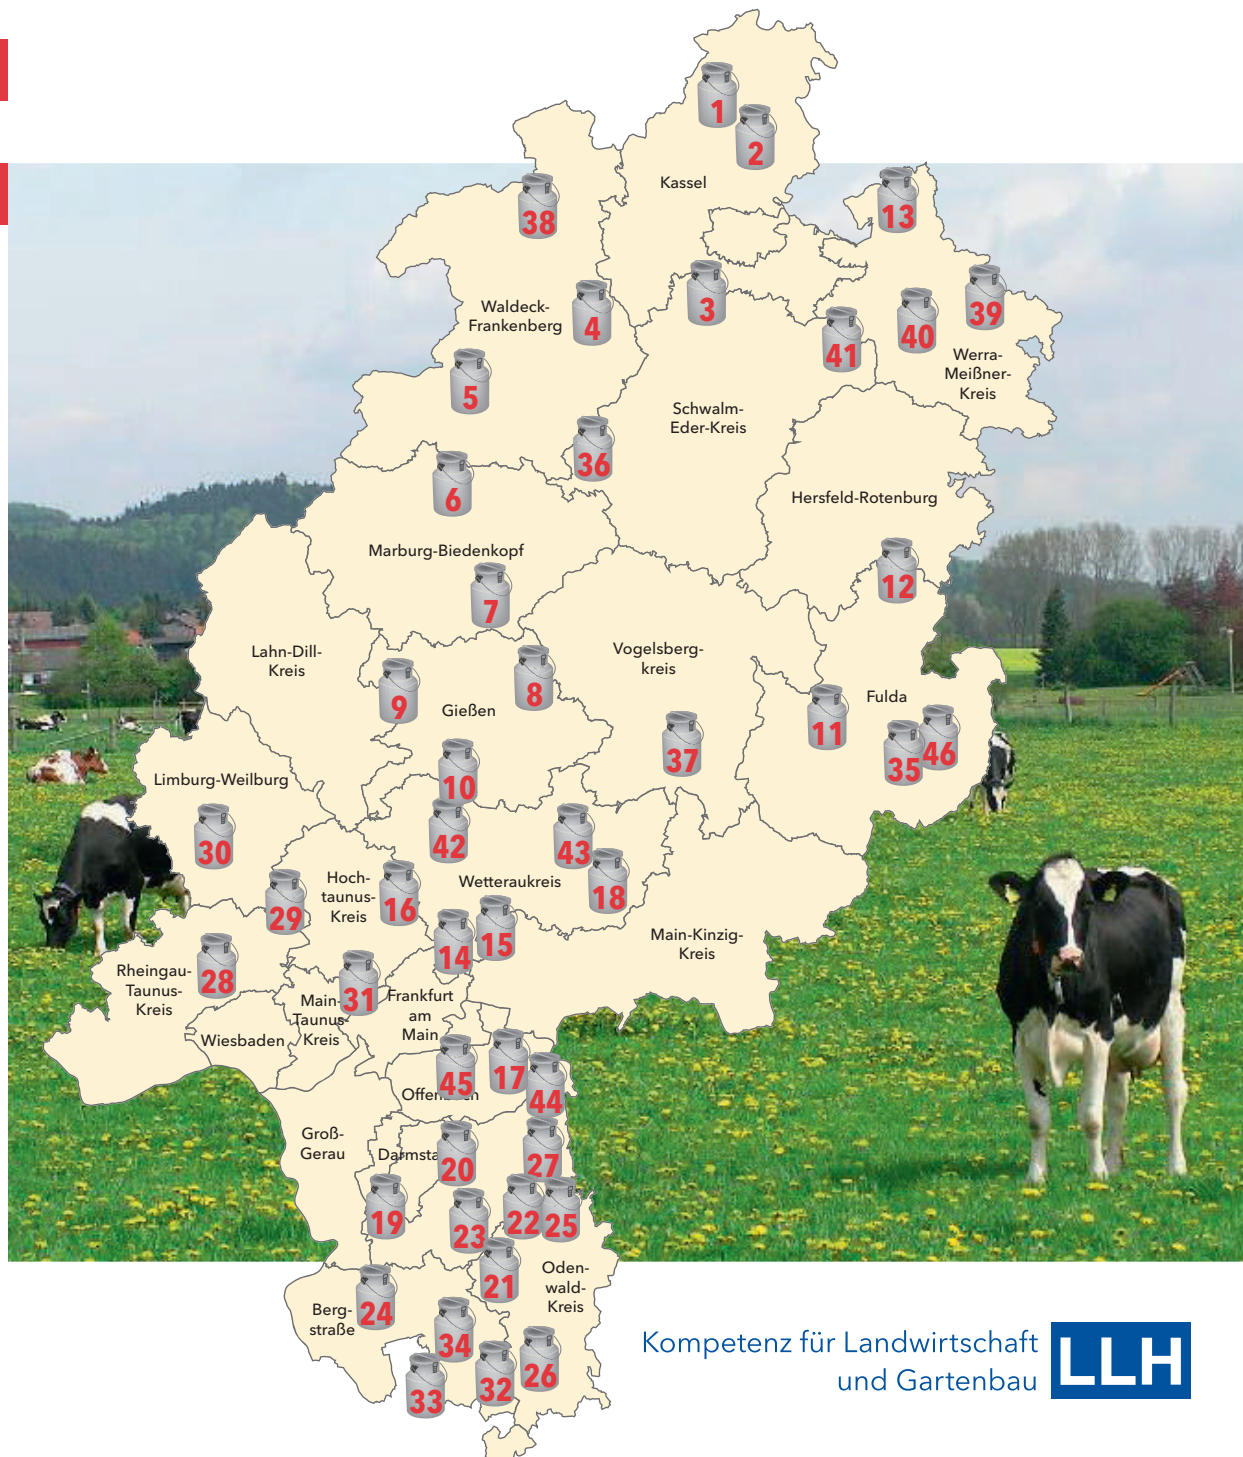 1
2
Kassel
13
38
3
39
4
Waldeck-
Frankenberg
40
41
Werra-
Meißner-
Kreis
5
Schwalm-
Eder-Kreis
36
6
Hersfeld-Rotenburg
Marburg-Biedenkopf
12
7
Lahn-Dill-
Kreis
Vogelsberg-
kreis
8
9
Gießen
Fulda
11
46
35
37
Limburg-Weilburg
10
42
43
30
Hoch-
taunus-
Kreis
Wetteraukreis
18
16
29
15
14
Main-Kinzig-
Kreis
28
Rheingau-
Taunus-
Kreis
31
Main-
Taunus-
Kreis
Frankfurt
am
Main
Wiesbaden
45
17
44
Groß-
Gerau
20
27
19
23
22
25
21
Oden-
wald-
Kreis
24
Berg-
straße
34
33
32
26
Kompetenz für Landwirtschaft
und Gartenbau
LLH